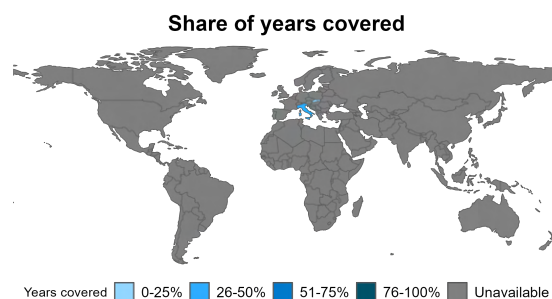 Share of years covered
Years covered 0-25% 26-50% 51-75% 76-100% Unavailable